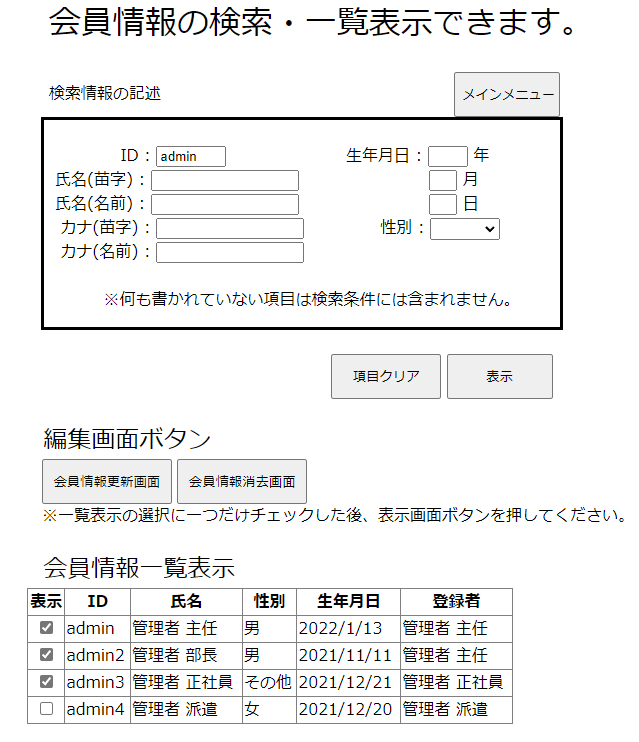 会員情報の検索・一覧表示できます。
検索情報の記述
メインメニュー
ID : admin
生年月日 : 年
氏名(苗字) :
月
氏名(名前) :
日
カナ(苗字) :
性別 :
カナ(名前) :
※何も書かれていない項目は検索条件には含まれません。
項目クリア 表示
編集画面ボタン
会員情報更新画面 会員情報消去画面
※一覧表示の選択に一つだけチェックした後、表示画面ボタンを押してください。
会員情報一覧表示
表示 ID 氏名 性別 生年月日 登録者
admin 管理者 主任 男 2022/1/13 管理者 主任
admin2 管理者 部長 男 2021/11/11 管理者 主任
admin3 管理者 正社員 その他 2021/12/21 管理者 正社員
admin4 管理者 派遣 女 2021/12/20 管理者 派遣